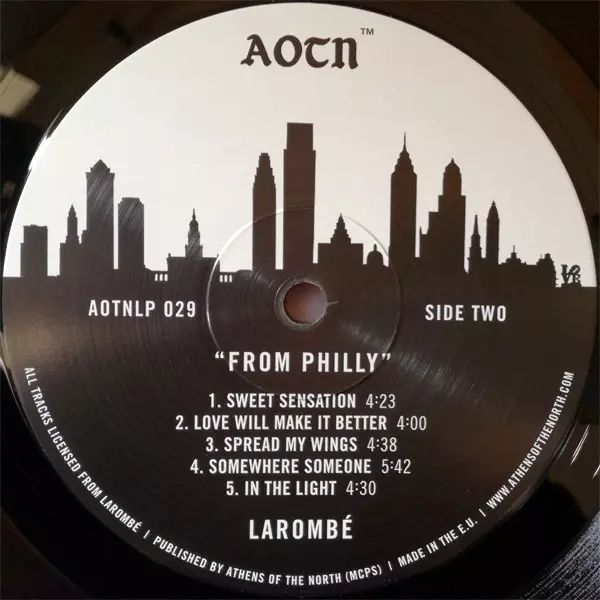 AOTN™
AOTNLP 029
SIDE TWO
"FROM PHILLY"
1. SWEET SENSATION 4:23
2. LOVE WILL MAKE IT BETTER 4:00
3. SPREAD MY WINGS 4:38
4. SOMEWHERE SOMEONE 5:42
5. IN THE LIGHT 4:30
LAROMBÉ
ALL TRACKS LICENSED FROM LAROMBÉ | PUBLISHED BY ATHENS OF THE NORTH (MCPS) | MADE IN THE E.U. | WWW.ATHENSOFTHENORTH.COM